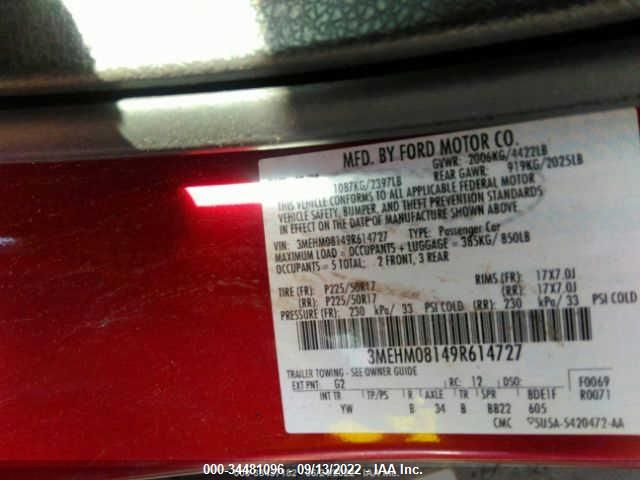 MFD. BY FORD MOTOR CO.
GVWR: 2006KG/4422LB
1087KG/2397LB REAR GAWR: 919KG/2025LB
THIS VEHICLE CONFORMS TO ALL APPLICABLE FEDERAL MOTOR
VEHICLE SAFETY, BUMPER, AND THEFT PREVENTION STANDARDS
IN EFFECT ON THE DATE OF MANUFACTURE SHOWN ABOVE.
VIN: 3MEHM08149R614727 TYPE: Passenger Car
MAXIMUM LOAD = OCCUPANTS + LUGGAGE = 385KG/ 850LB
OCCUPANTS = 5 TOTAL: 2 FRONT, 3 REAR
TIRE (FR): P225/50R17 RIMS (FR): 17X7.0J
(RR): P225/50R17 (RR): 17X7.0J
PRESSURE (FR): 230 kPa/ 33 PSI COLD (RR): 230 kPa/ 33 PSI COLD
3MEHM08149R614727
TRAILER TOWING - SEE OWNER GUIDE
EXT PNT: G2 RC: 12 DSO: F0069
INT TR TP/PS R AXLE TR SPR BDE1F R0071
YW B 34 B BB22 605
CMC 5U5A-5420472-AA
000-34481096 - 09/13/2022 - IAA Inc.